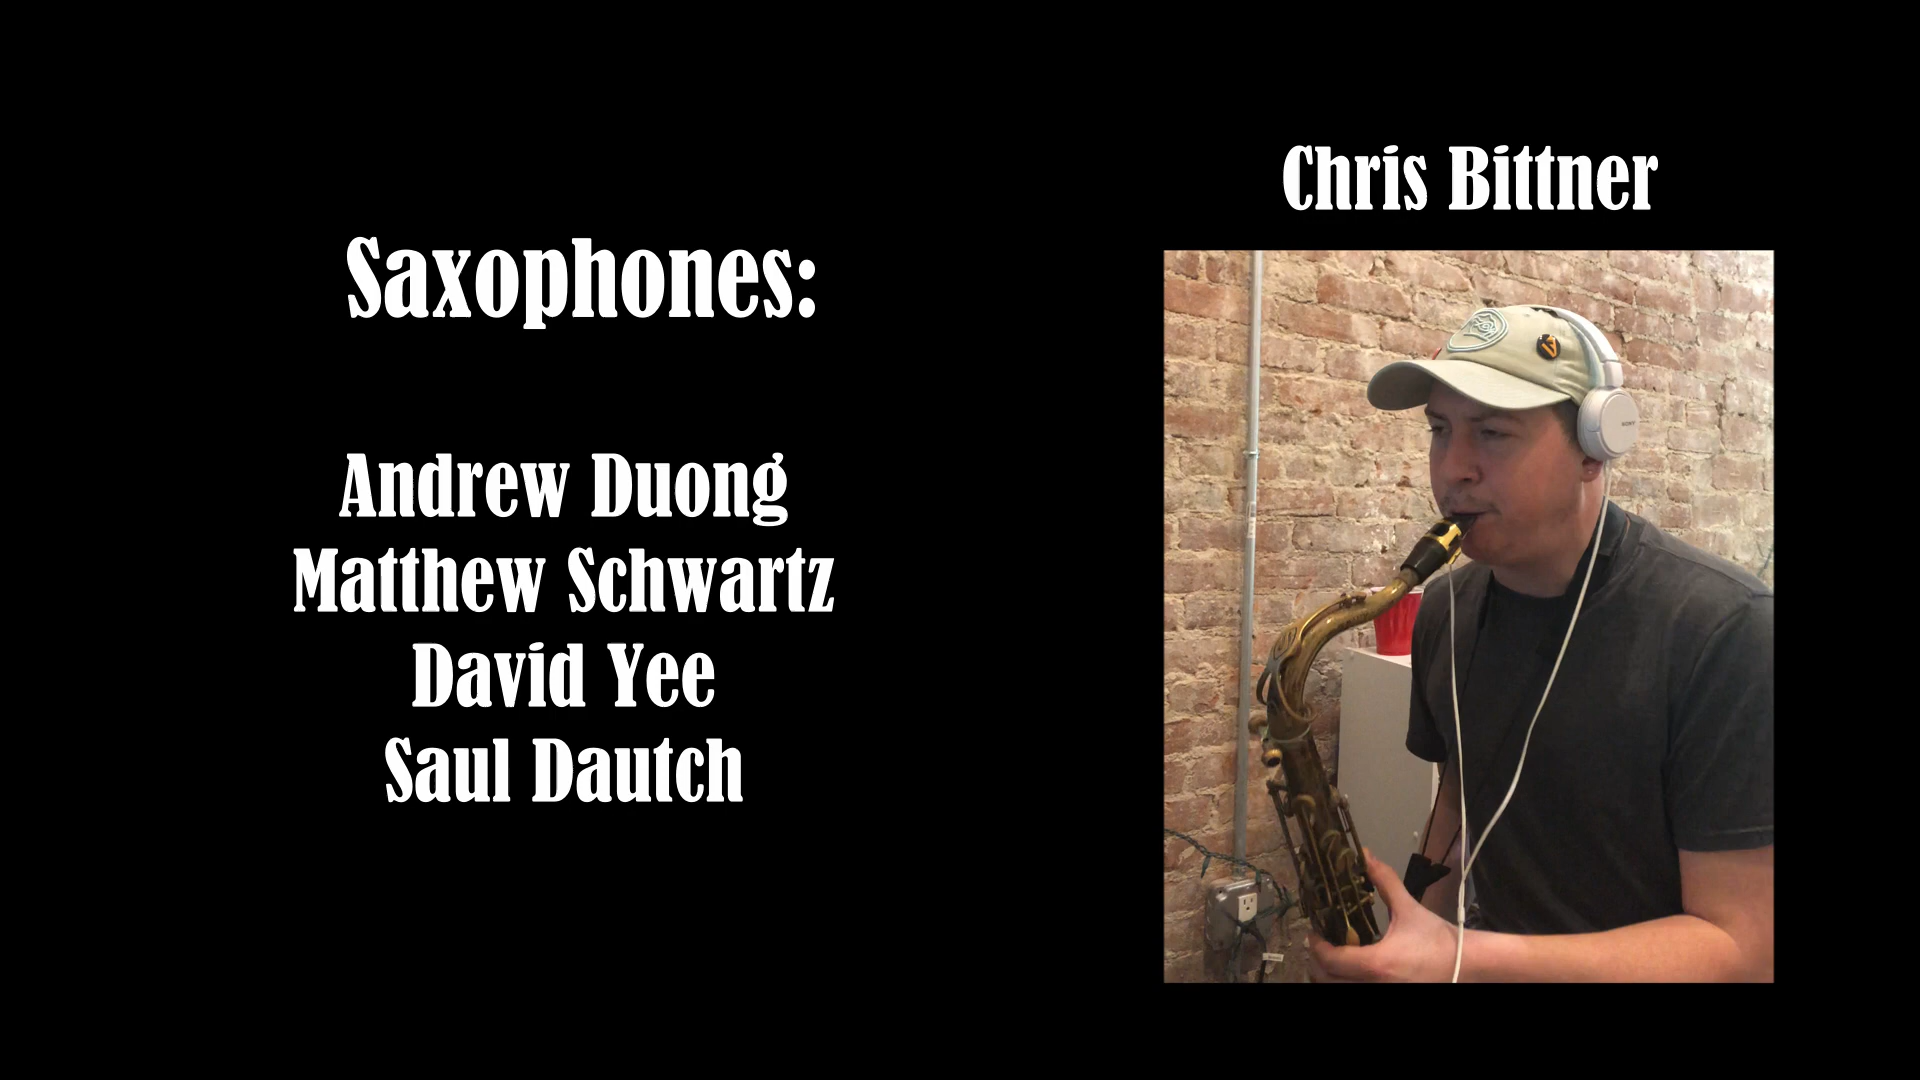 Saxophones:
Andrew Duong
Matthew Schwartz
David Yee
Saul Dautch
Chris Bittner